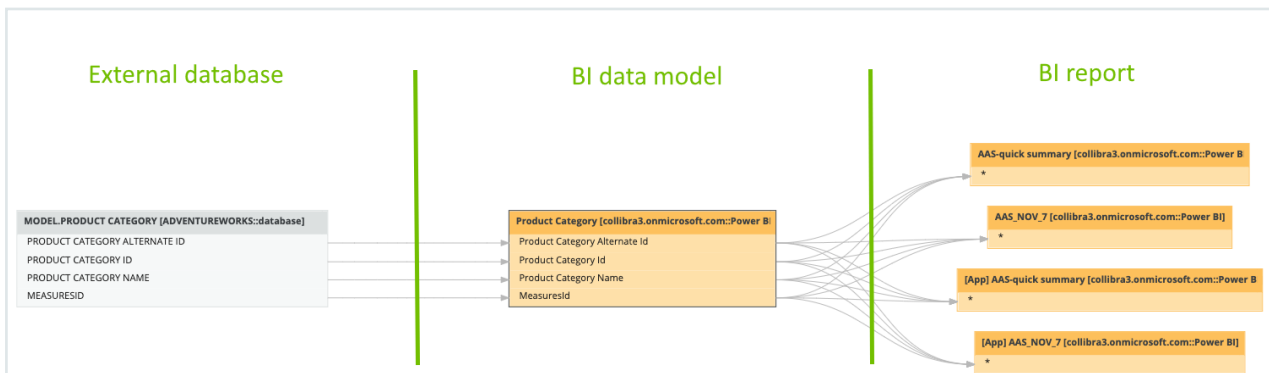 External database
BI data model
BI report
MODEL.PRODUCT CATEGORY [ADVENTUREWORKS::database]
PRODUCT CATEGORY ALTERNATE ID
PRODUCT CATEGORY ID
PRODUCT CATEGORY NAME
MEASURESID
Product Category [collibra3.onmicrosoft.com::Power BI
Product Category Alternate Id
Product Category Id
Product Category Name
MeasuresId
AAS-quick summary [collibra3.onmicrosoft.com::Power BI
*
AAS_NOV_7 [collibra3.onmicrosoft.com::Power BI]
*
[App] AAS-quick summary [collibra3.onmicrosoft.com::Power B
*
[App] AAS_NOV_7 [collibra3.onmicrosoft.com::Power BI]
*